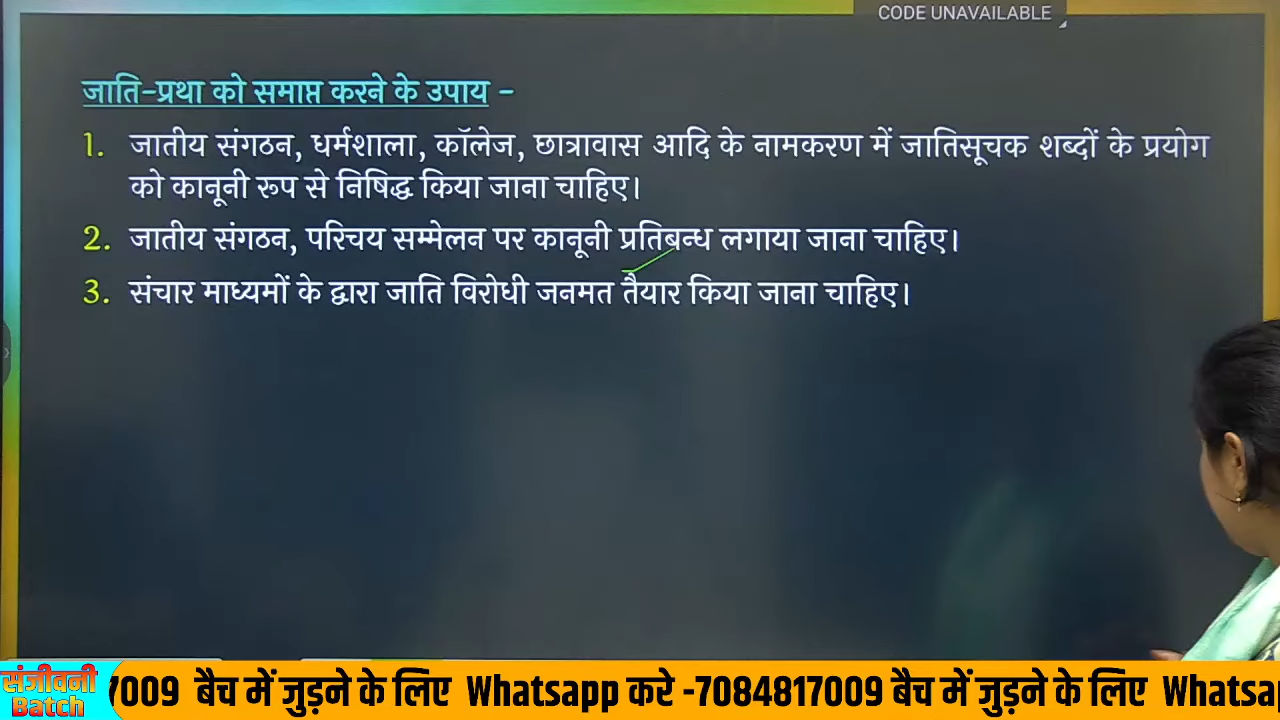 CODE UNAVAILABLE
जाति-प्रथा को समाप्त करने के उपाय -
1. जातीय संगठन, धर्मशाला, कॉलेज, छात्रावास आदि के नामकरण में जातिसूचक शब्दों के प्रयोग
को कानूनी रूप से निषिद्ध किया जाना चाहिए।
2. जातीय संगठन, परिचय सम्मेलन पर कानूनी प्रतिबन्ध लगाया जाना चाहिए।
3. संचार माध्यमों के द्वारा जाति विरोधी जनमत तैयार किया जाना चाहिए।
संजीवनी
Batch
7009 बैच में जुड़ने के लिए Whatsapp करे -7084817009 बैच में जुड़ने के लिए Whatsa